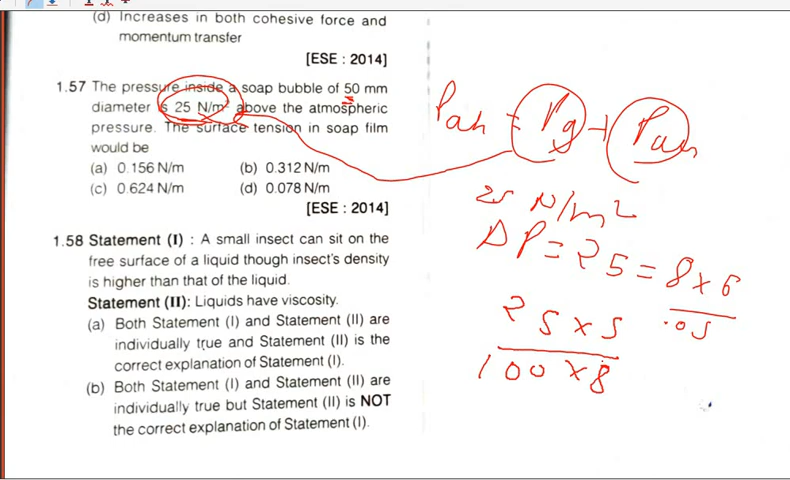 (d) Increases in both cohesive force and
momentum transfer
[ESE : 2014]
1.57 The pressure inside a soap bubble of 50 mm
diameter is 25 N/m² above the atmospheric
pressure. The surface tension in soap film
would be
(a) 0.156 N/m (b) 0.312 N/m
(c) 0.624 N/m (d) 0.078 N/m
[ESE : 2014]
1.58 Statement (I) : A small insect can sit on the
free surface of a liquid though insect's density
is higher than that of the liquid.
Statement (II): Liquids have viscosity.
(a) Both Statement (I) and Statement (II) are
individually true and Statement (II) is the
correct explanation of Statement (I).
(b) Both Statement (I) and Statement (II) are
individually true but Statement (II) is NOT
the correct explanation of Statement (I).
= Pg +
25 N/m2
ΔP = 25 = 8 x 6
.05
25 x 5
100 x 8